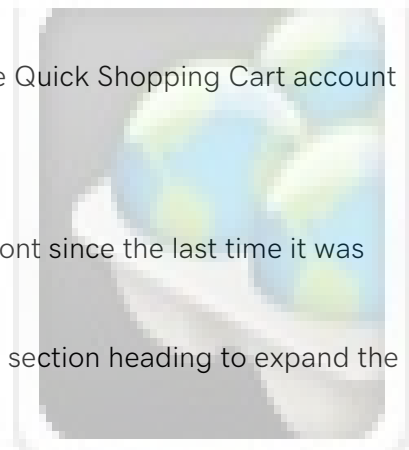 e Quick Shopping Cart account
ont since the last time it was
section heading to expand the